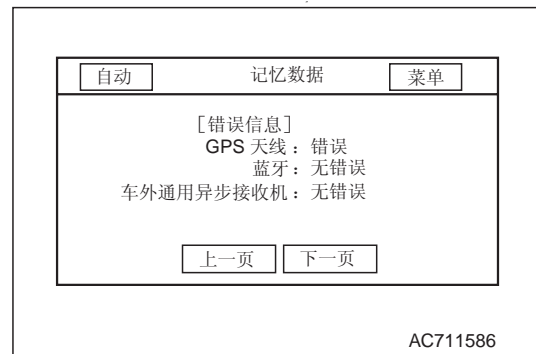 自动 记忆数据 菜单
［错误信息］
GPS 天线：错误
蓝牙：无错误
车外通用异步接收机：无错误
上一页 下一页
AC711586